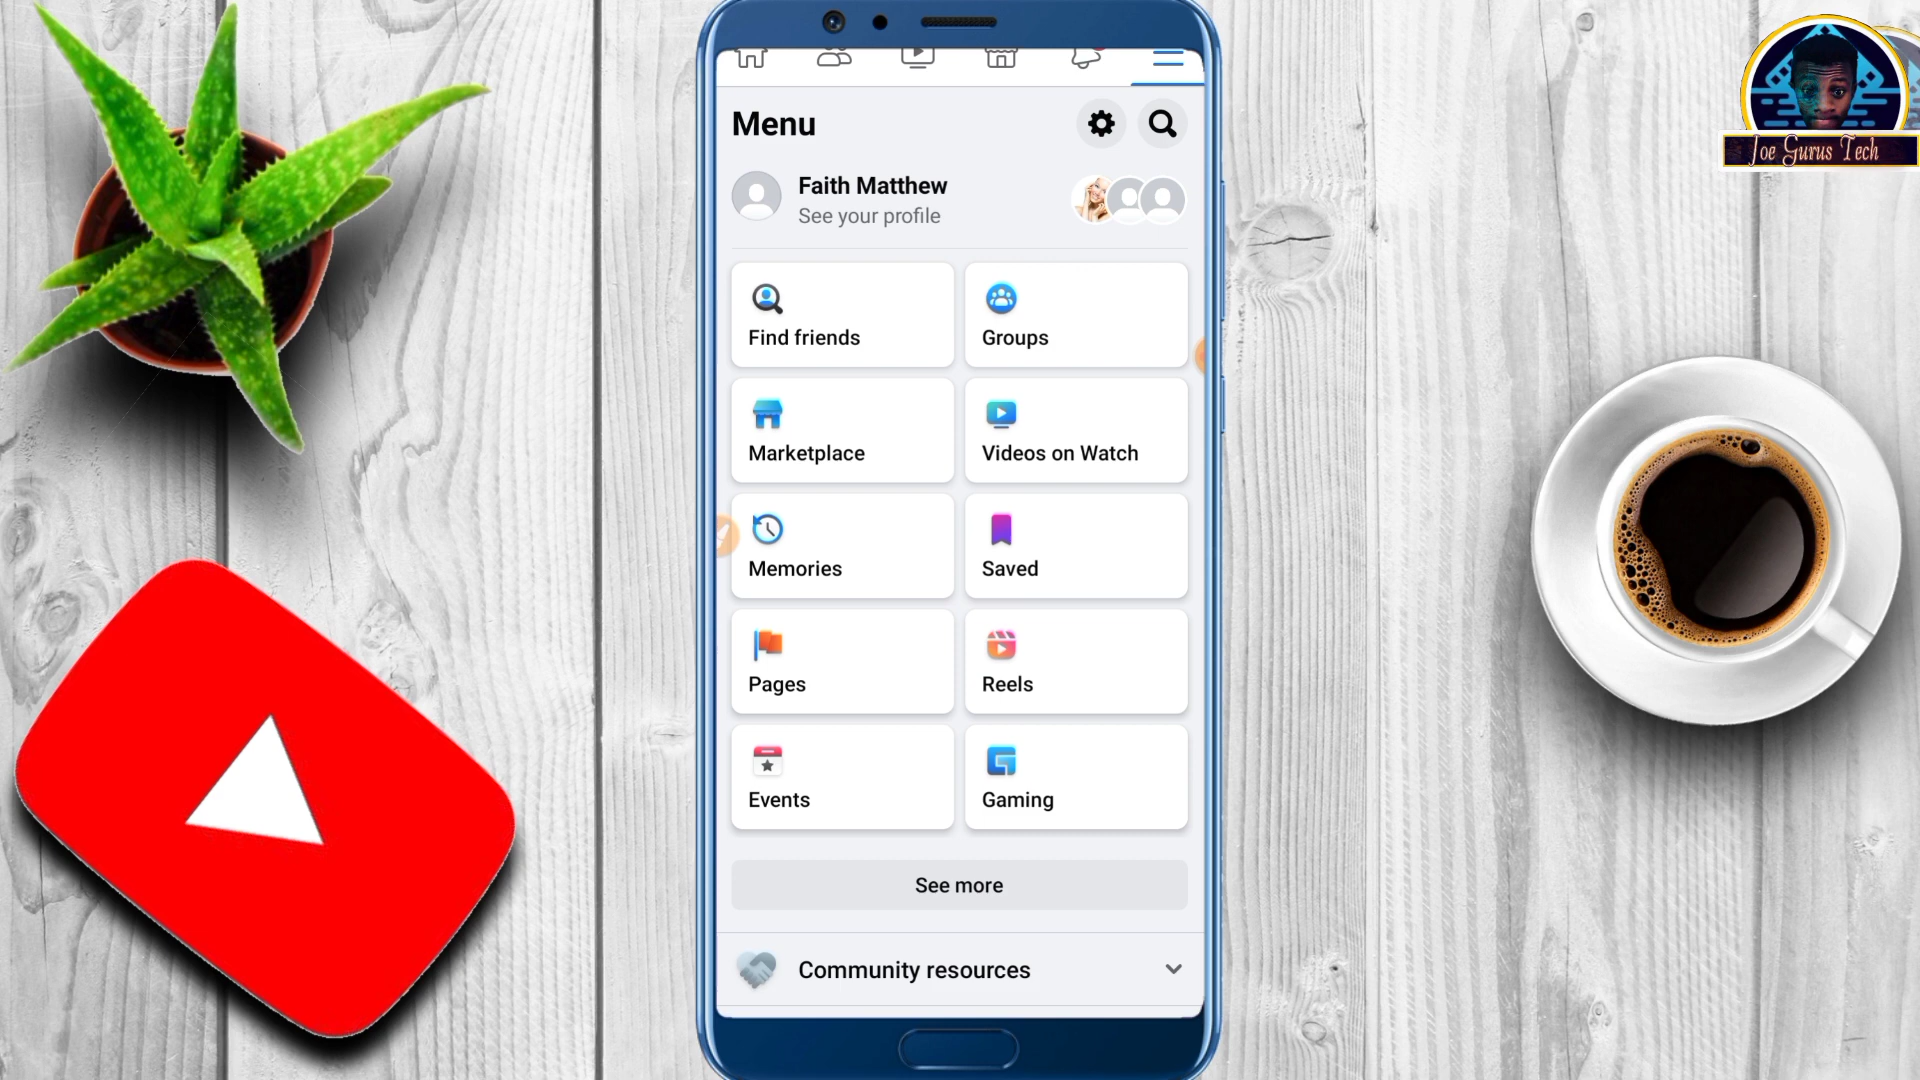 Joe Gurus Tech
Menu
Faith Matthew
See your profile
Find friends
Groups
Marketplace
Videos on Watch
Memories
Saved
Pages
Reels
Events
Gaming
See more
Community resources